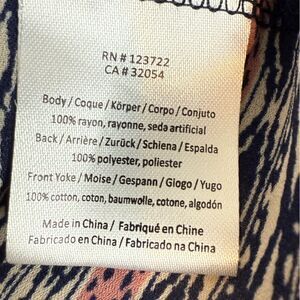 RN # 123722
CA # 32054
Body / Coque / Körper / Corpo / Conjuto
100% rayon, rayonne, seda artificial
Back / Arrière / Zurück / Schiena / Espalda
100% polyester, poliester
Front Yoke / Moise / Gespann / Giogo / Yugo
100% cotton, coton, baumwolle, cotone, algodón
Made in China / Fabriqué en Chine
Fabricado en China / Fabricado na China